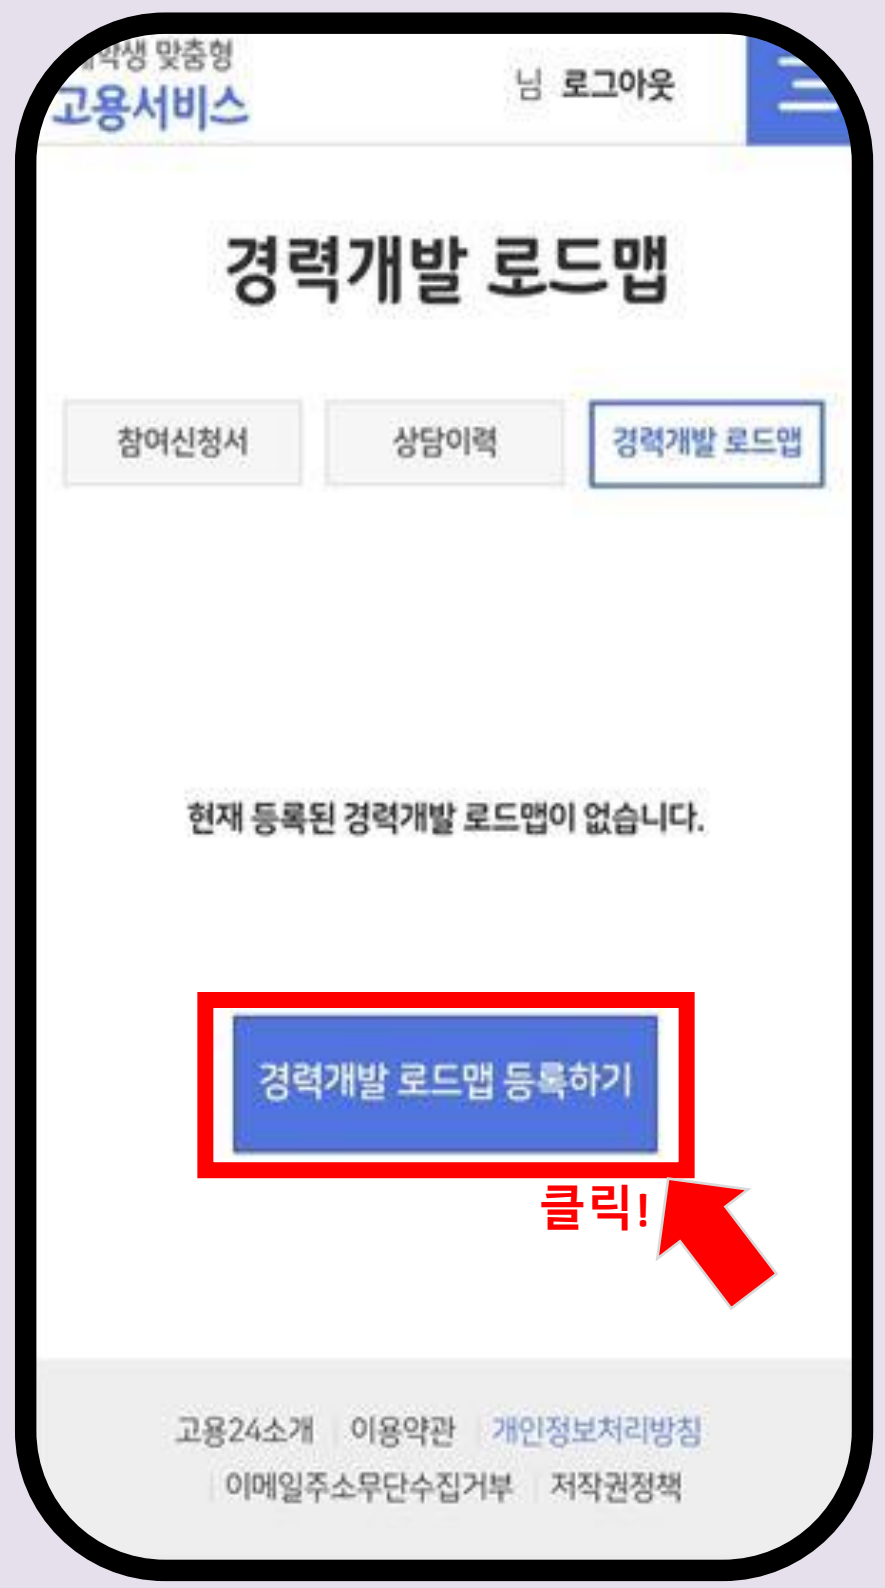 맞춤형
고용서비스
님 로그아웃
경력개발 로드맵
참여신청서 상담이력 경력개발 로드맵
현재 등록된 경력개발 로드맵이 없습니다.
경력개발 로드맵 등록하기
클릭!
고용24소개 이용약관 개인정보처리방침
이메일주소무단수집거부 저작권정책